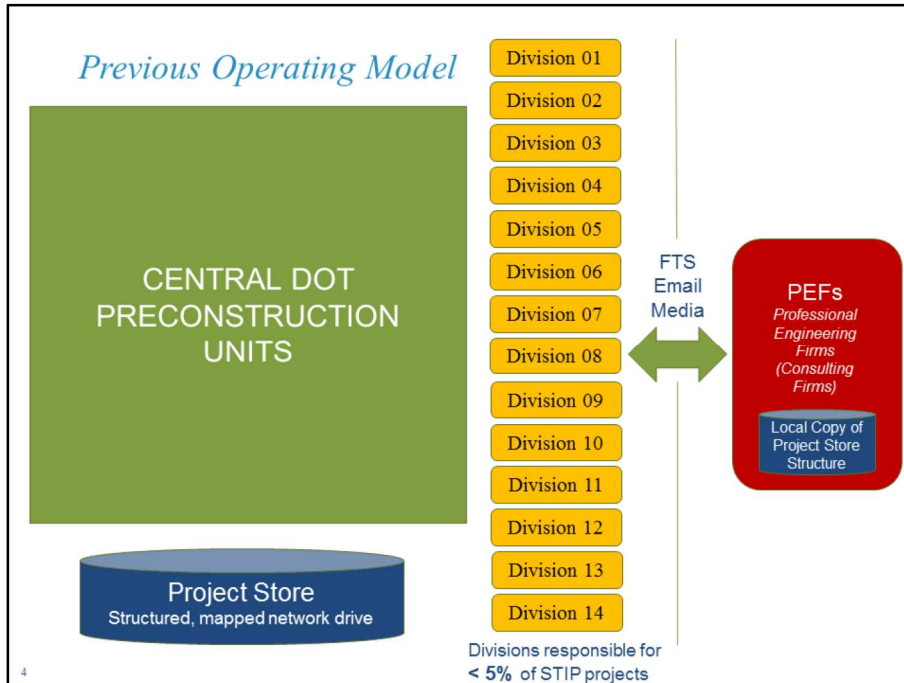 Previous Operating Model
CENTRAL DOT
PRECONSTRUCTION
UNITS
Project Store
Structured, mapped network drive
Division 01
Division 02
Division 03
Division 04
Division 05
Division 06
Division 07
Division 08
Division 09
Division 10
Division 11
Division 12
Division 13
Division 14
Divisions responsible for
< 5% of STIP projects
FTS
Email
Media
PEFs
Professional
Engineering
Firms
(Consulting
Firms)
Local Copy of
Project Store
Structure
4